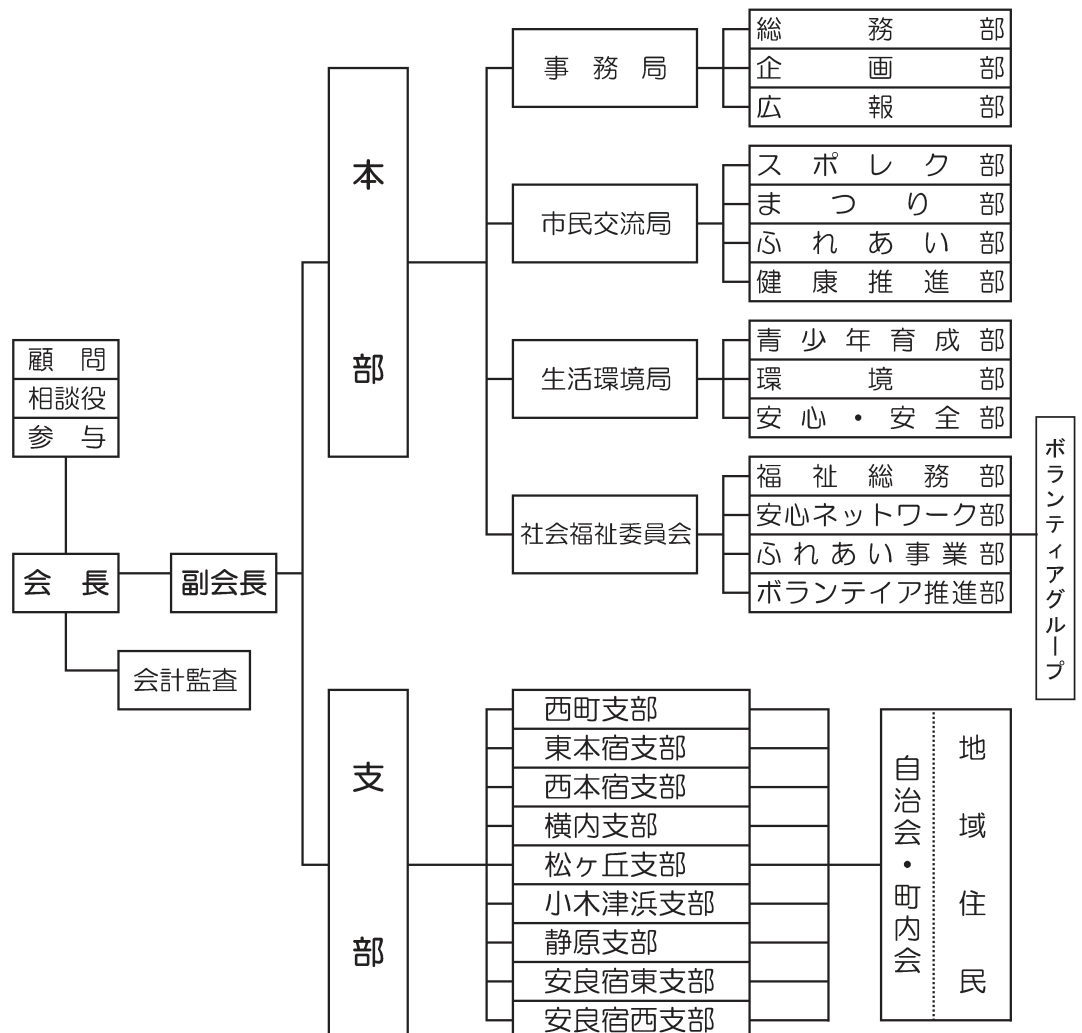 顧問
相談役
参与
会長
副会長
会計監査
本部
事務局
総務部
企画部
広報部
市民交流局
スポレク部
まつり部
ふれあい部
健康推進部
生活環境局
青少年育成部
環境部
安心・安全部
社会福祉委員会
福祉総務部
安心ネットワーク部
ふれあい事業部
ボランテイア推進部
ボランティアグループ
支部
西町支部
東本宿支部
西本宿支部
横内支部
松ヶ丘支部
小木津浜支部
静原支部
安良宿東支部
安良宿西支部
自治会・町内会
地域住民